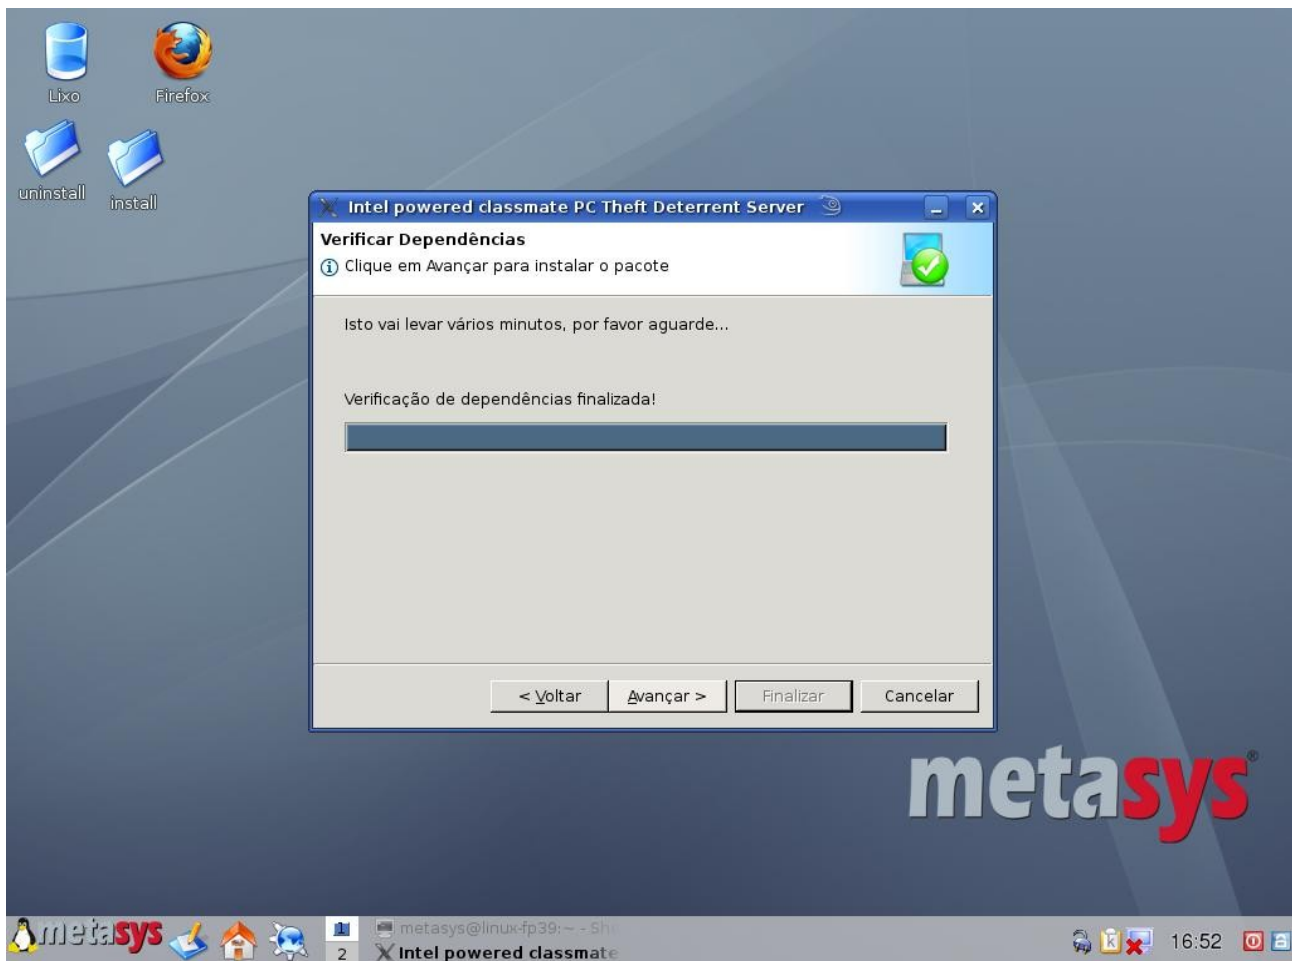 Lixo
Firefox
uninstall
install
Intel powered classmate PC Theft Deterrent Server
Verificar Dependências
Clique em Avançar para instalar o pacote
Isto vai levar vários minutos, por favor aguarde...
Verificação de dependências finalizada!
< Voltar
Avançar >
Finalizar
Cancelar
metasys®
metasys
2
metasys@linux-fp39:~ - Sh
Intel powered classmate
16:52